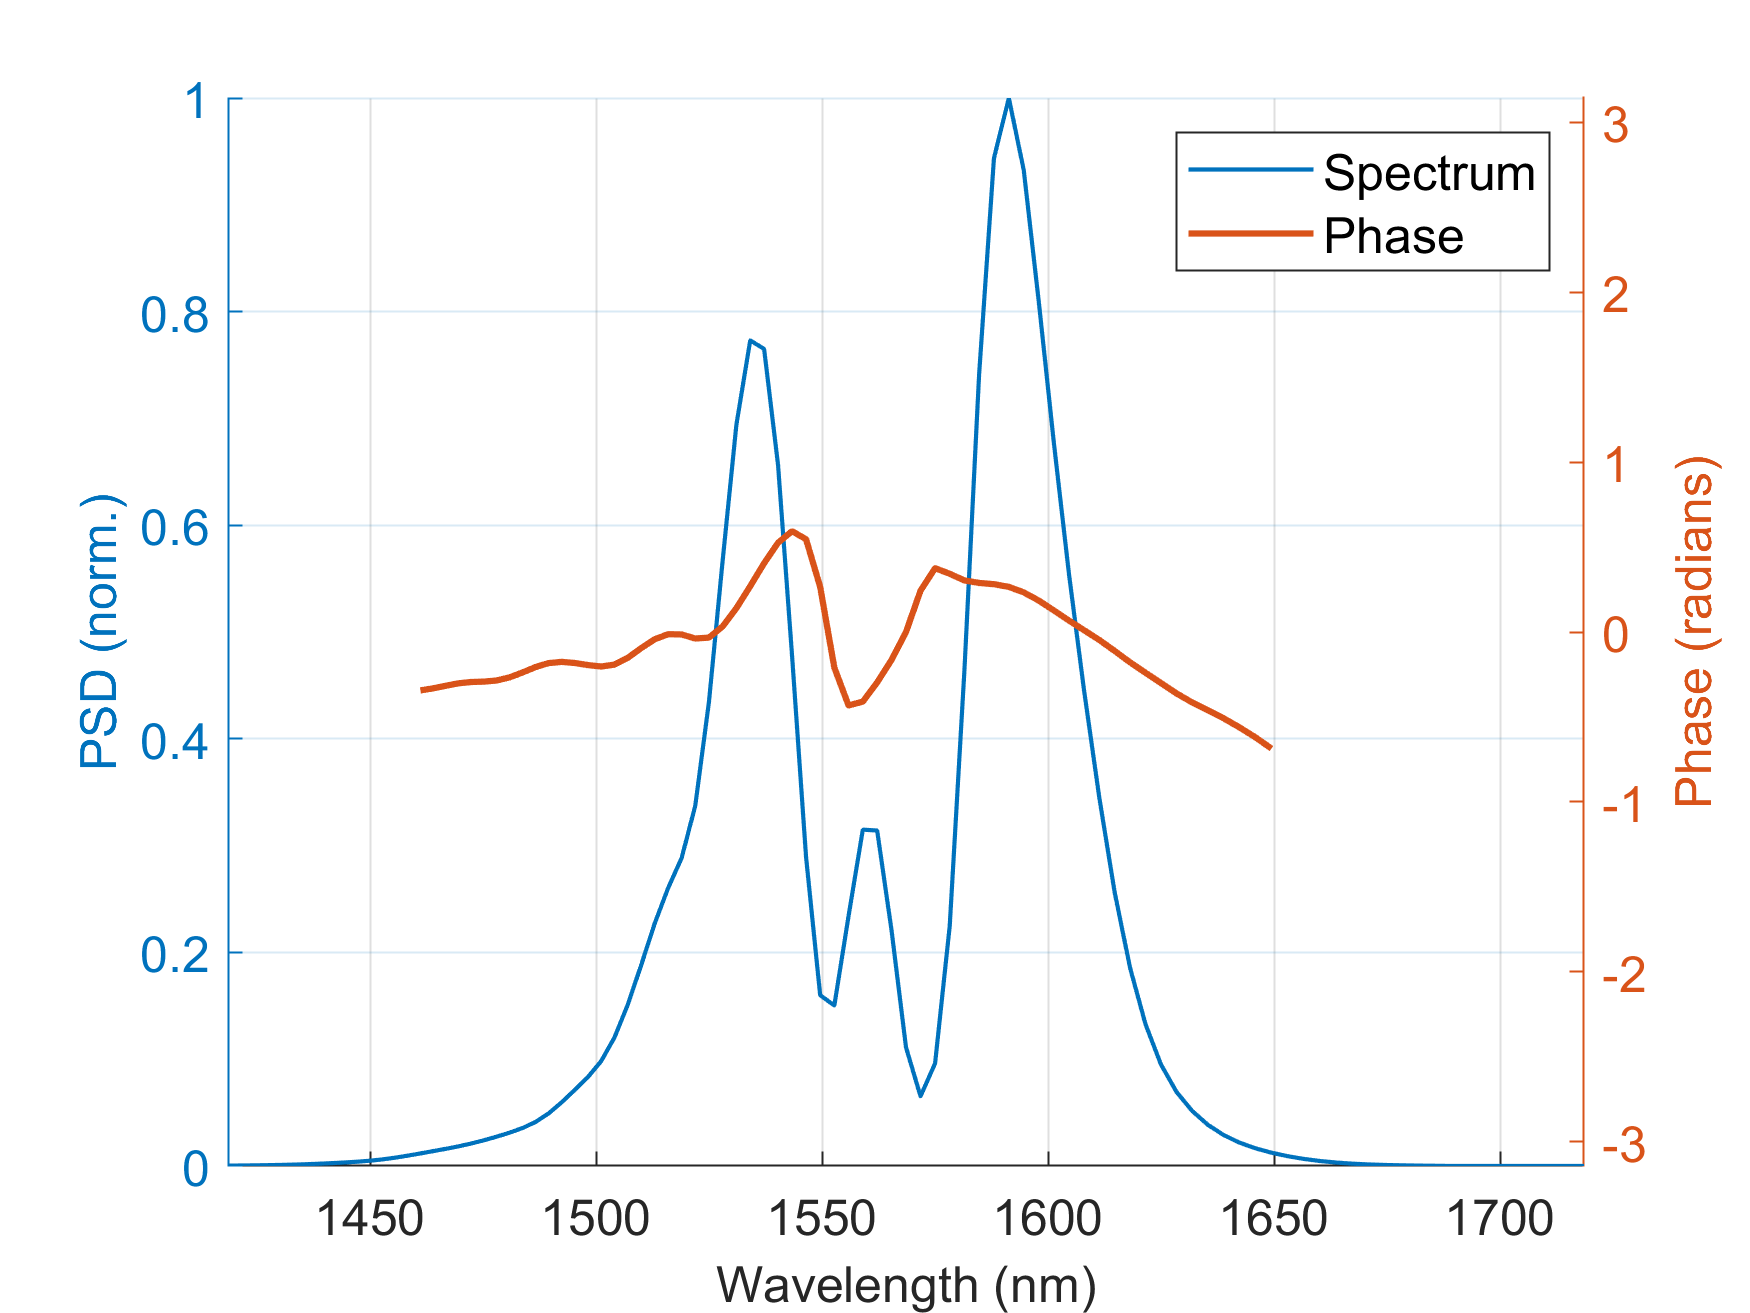 1
0.8
0.6
0.4
0.2
0
PSD (norm.)
3
2
1
0
-1
-2
-3
Phase (radians)
Spectrum
Phase
1450 1500 1550 1600 1650 1700
Wavelength (nm)